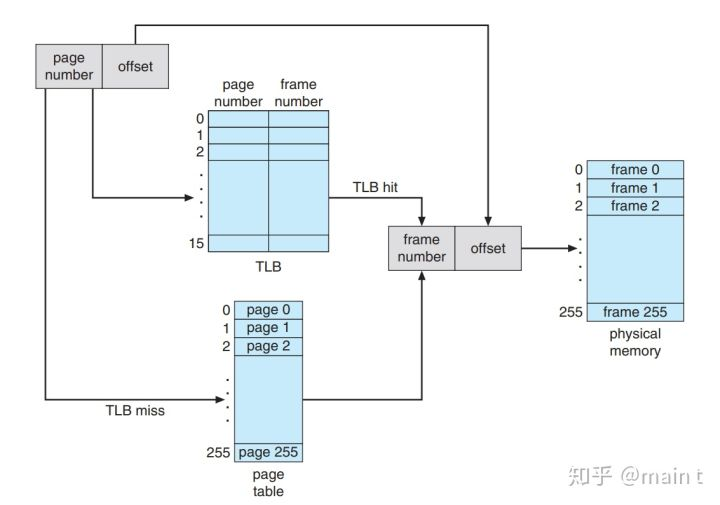 page
number
offset
page
number
frame
number
0
1
2
15
TLB
TLB hit
frame
number
offset
0
frame 0
1
frame 1
2
frame 2
255
frame 255
physical
memory
0
page 0
1
page 1
2
page 2
TLB miss
255
page 255
page
table
知乎 @main t